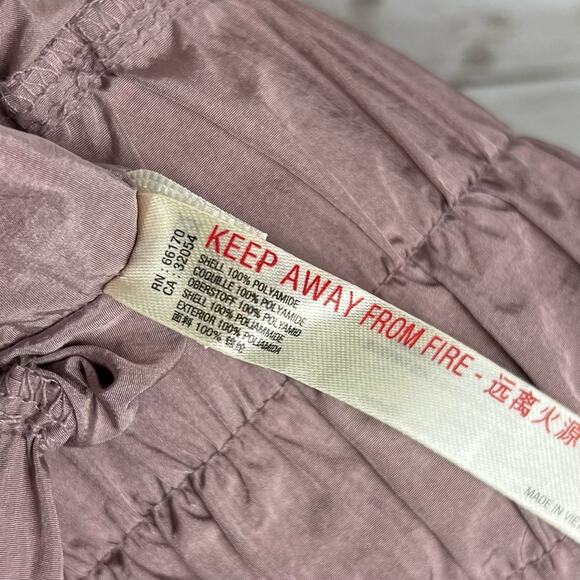 RN : 66170
CA : 32054
KEEP AWAY FROM FIRE - 远离火源
SHELL 100% POLYAMIDE
COQUILLE 100% POLYAMIDE
OBERSTOFF 100% POLYAMID
SHELL 100% POLIAMMIDE
EXTERIOR 100% POLIAMIDA
面料 100% 锦纶
MADE IN VIE